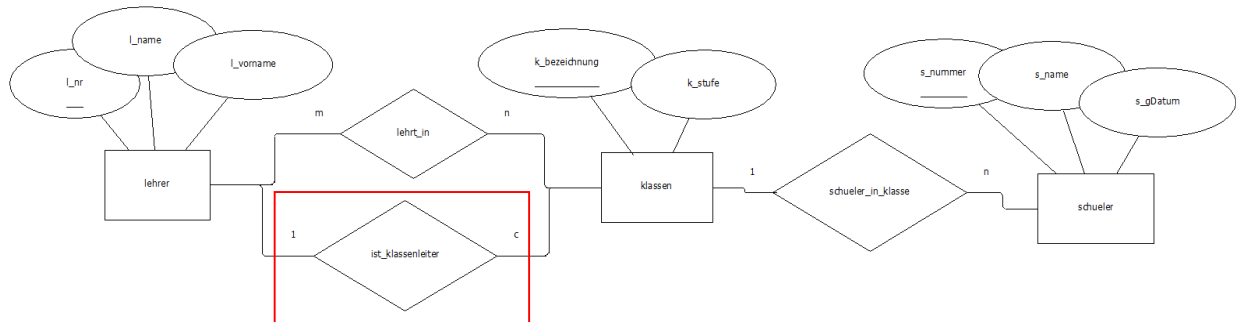 l_nr
l_name
l_vorname
lehrer
m
lehrt_in
n
1
ist_klassenleiter
c
k_bezeichnung
k_stufe
klassen
1
schueler_in_klasse
n
s_nummer
s_name
s_gDatum
schueler